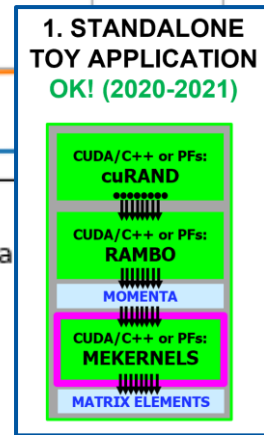 1. STANDALONE
TOY APPLICATION
OK! (2020-2021)
CUDA/C++ or PFs:
cuRAND
CUDA/C++ or PFs:
RAMBO
MOMENTA
a
CUDA/C++ or PFs:
MEKERNELS
MATRIX ELEMENTS